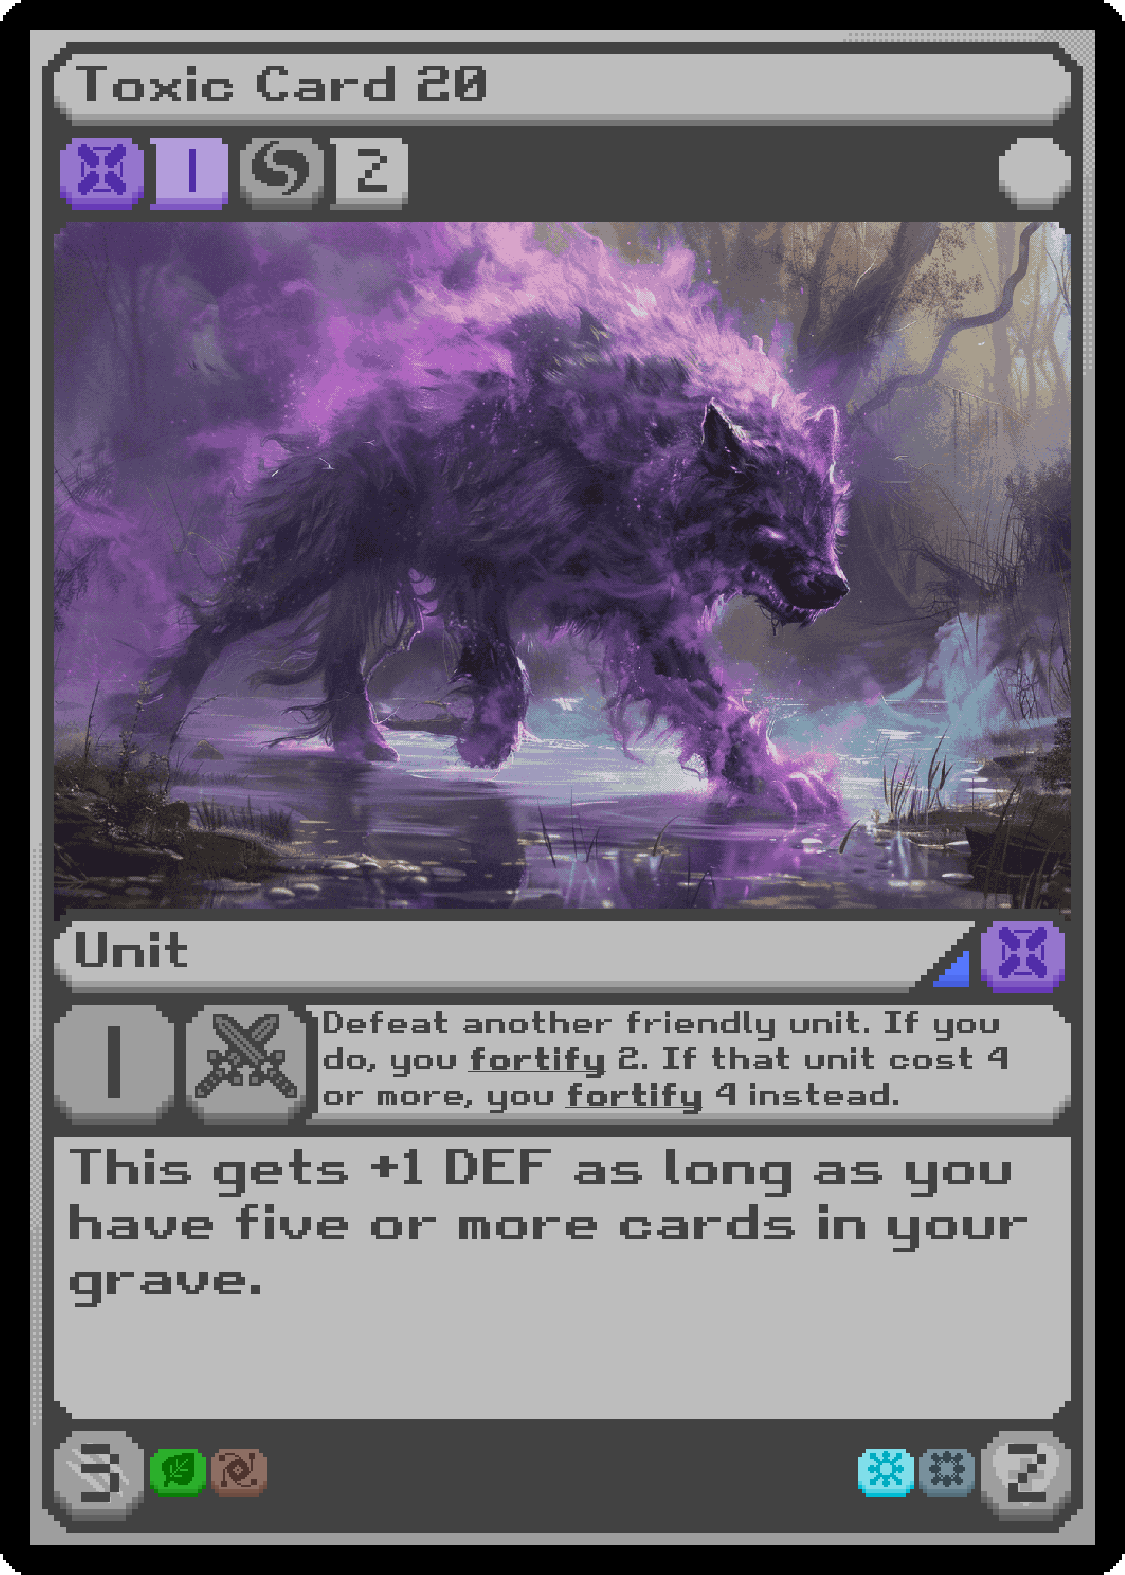 Toxic Card 20
1 2
Unit
1
Defeat another friendly unit. If you
do, you fortify 2. If that unit cost 4
or more, you fortify 4 instead.
This gets +1 DEF as long as you
have five or more cards in your
grave.
3 2